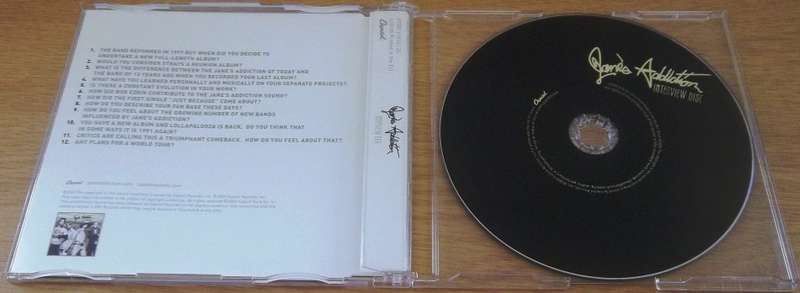 1. THE BAND REFORMED IN 1997 BUT WHEN DID YOU DECIDE TO
UNDERTAKE A NEW FULL-LENGTH ALBUM?
2. WOULD YOU CONSIDER STRAYS A REUNION ALBUM?
3. WHAT IS THE DIFFERENCE BETWEEN THE JANE'S ADDICTION OF TODAY AND
THE BAND OF 13 YEARS AGO WHEN YOU RECORDED YOUR LAST ALBUM?
4. WHAT HAVE YOU LEARNED PERSONALLY AND MUSICALLY ON YOUR SEPARATE PROJECTS?
5. IS THERE A CONSTANT EVOLUTION IN YOUR WORK?
6. HOW DID BOB EZRIN CONTRIBUTE TO THE JANE'S ADDICTION SOUND?
7. HOW DID THE FIRST SINGLE "JUST BECAUSE" COME ABOUT?
8. HOW DO YOU DESCRIBE YOUR FAN BASE THESE DAYS?
9. HOW DO YOU FEEL ABOUT THE GROWING NUMBER OF NEW BANDS
INFLUENCED BY JANE'S ADDICTION?
10. YOU HAVE A NEW ALBUM AND LOLLAPALOOZA IS BACK. DO YOU THINK THAT
IN SOME WAYS IT IS 1991 AGAIN?
11. CRITICS ARE CALLING THIS A TRIUMPHANT COMEBACK. HOW DO YOU FEEL ABOUT THAT?
12. ANY PLANS FOR A WORLD TOUR?
Capitol
Capitol
Jane's Addiction
INTERVIEW DISC
Capitol
Jane's Addiction
INTERVIEW DISC